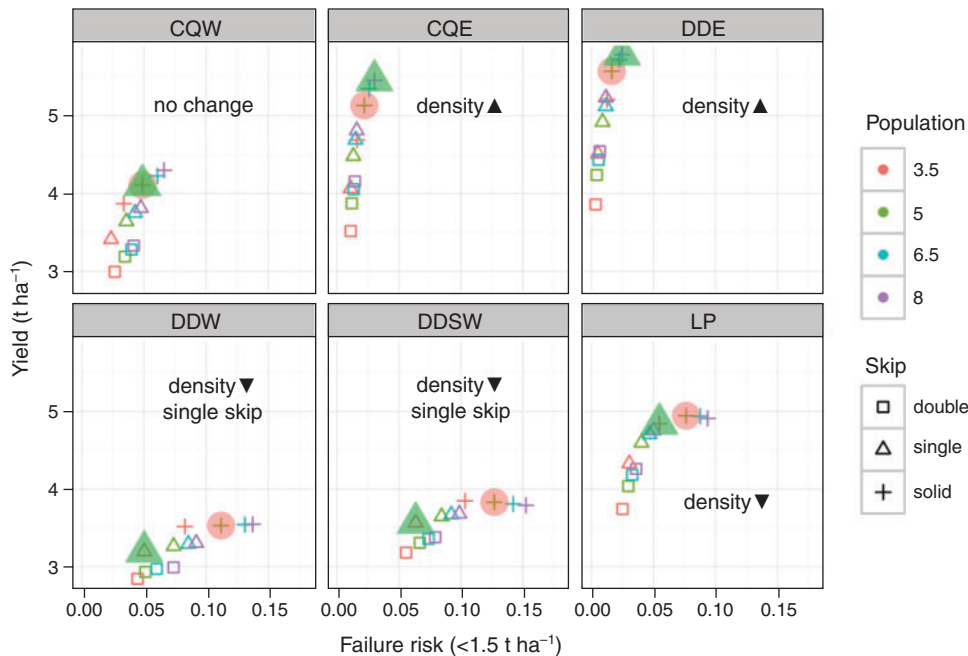 CQW
CQE
DDE
no change
density ▲
density ▲
5
4
3
DDW
DDSW
LP
density ▼
single skip
density ▼
single skip
density ▼
5
4
3
0.00 0.05 0.10 0.15
0.00 0.05 0.10 0.15
0.00 0.05 0.10 0.15
Yield (t ha⁻¹)
Failure risk (<1.5 t ha⁻¹)
Population
3.5
5
6.5
8
Skip
double
single
solid